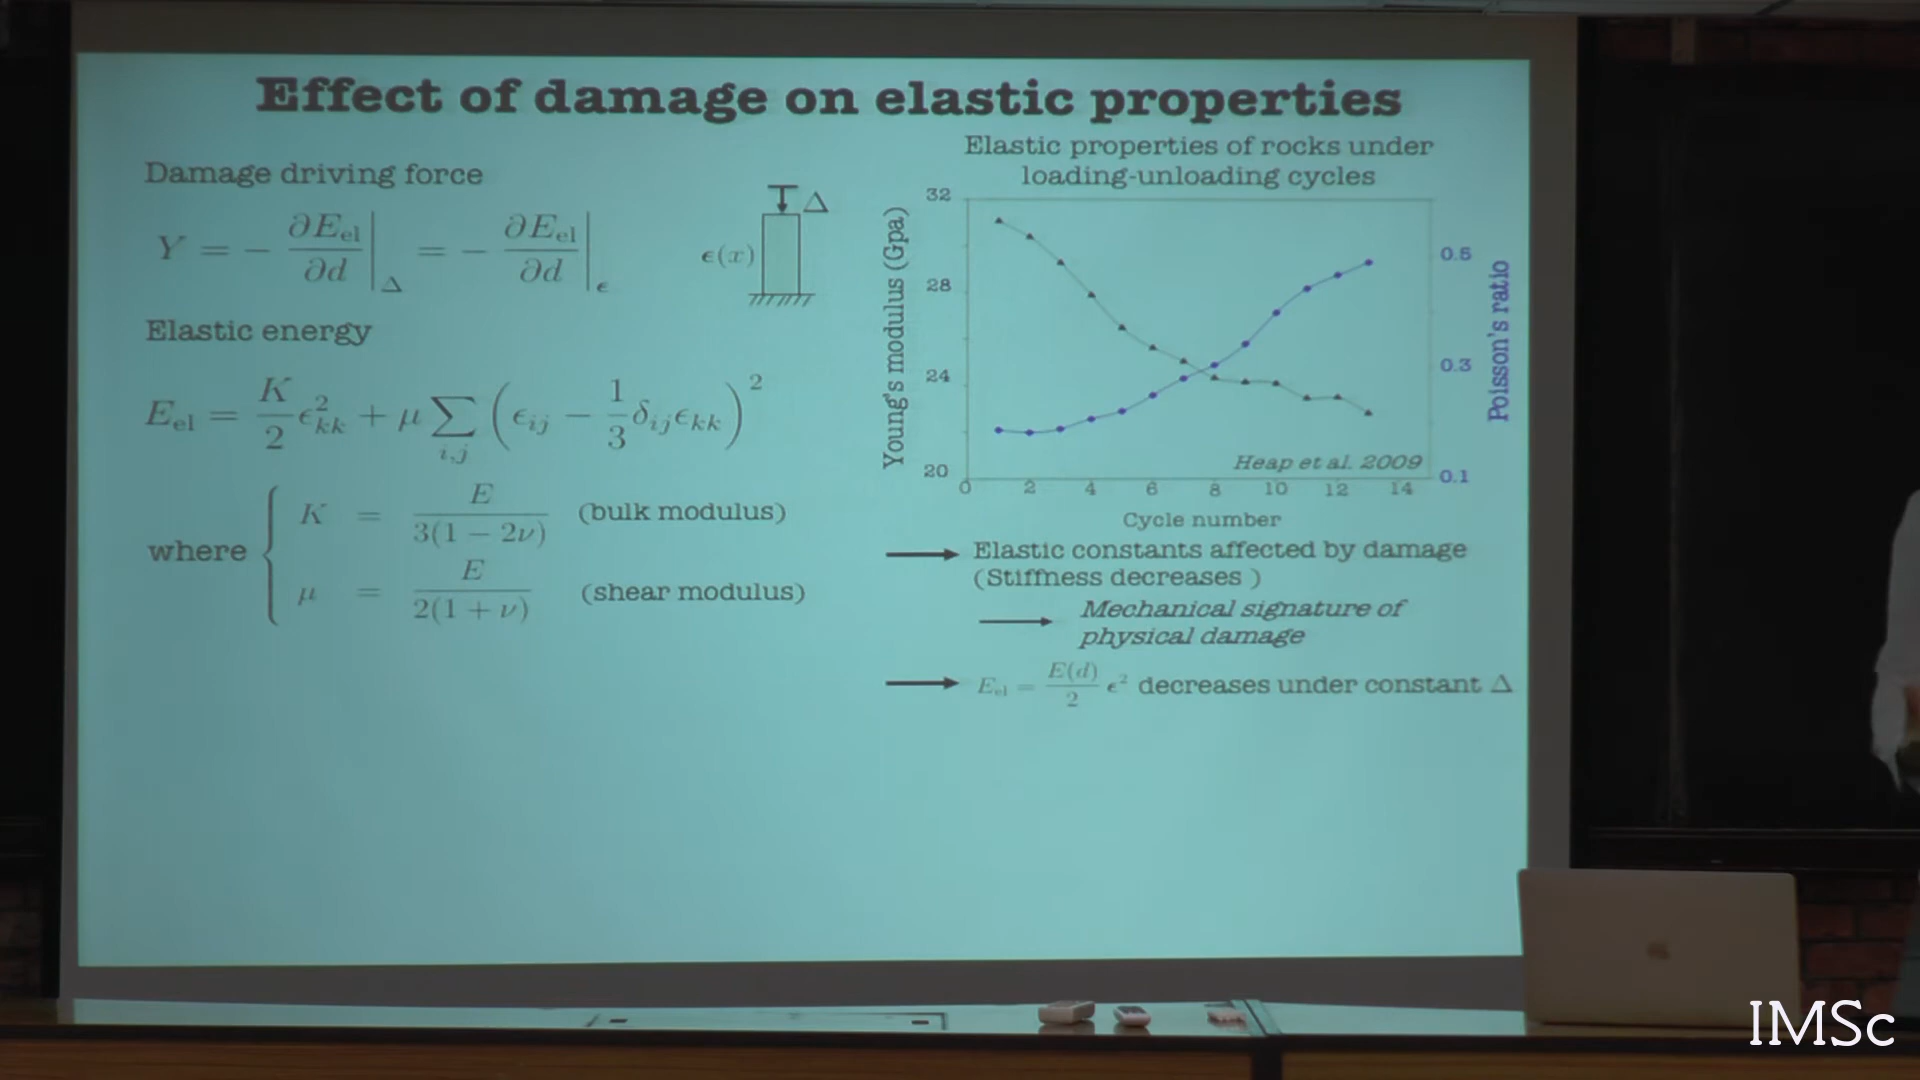 Effect of damage on elastic properties
Damage driving force
Y = − ∂E_el/∂d |_Δ = − ∂E_el/∂d |_ϵ
Δ
ϵ(x)
Elastic energy
E_el = K/2 ϵ²_kk + μ ∑_i,j (ϵ_ij − 1/3 δ_ij ϵ_kk)²
where
K = E/3(1 − 2ν) (bulk modulus)
μ = E/2(1 + ν) (shear modulus)
Elastic properties of rocks under
loading-unloading cycles
Young's modulus (Gpa)
32
28
24
20
Poisson's ratio
0.5
0.3
0.1
Heap et al. 2009
0 2 4 6 8 10 12 14
Cycle number
Elastic constants affected by damage
(Stiffness decreases )
Mechanical signature of
physical damage
E_el = E(d)/2 ϵ² decreases under constant Δ
IMSc